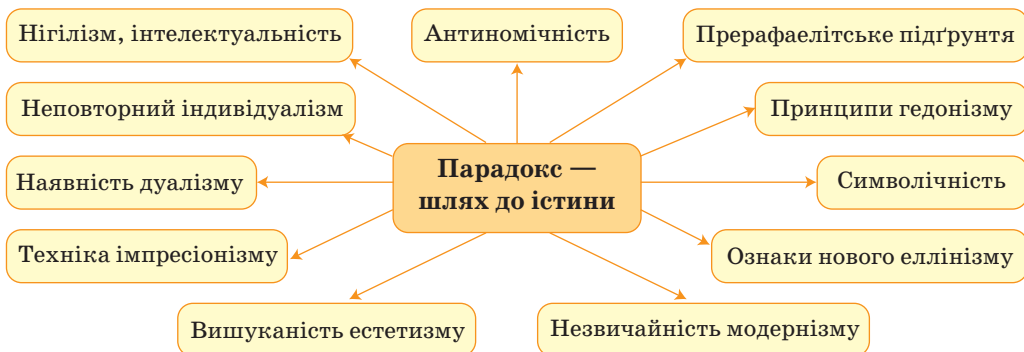 Нігілізм, інтелектуальність
Антиномічність
Прерафаелітське підґрунтя
Неповторний індивідуалізм
Принципи гедонізму
Парадокс —
шлях до істини
Наявність дуалізму
Символічність
Техніка імпресіонізму
Ознаки нового еллінізму
Вишуканість естетизму
Незвичайність модернізму